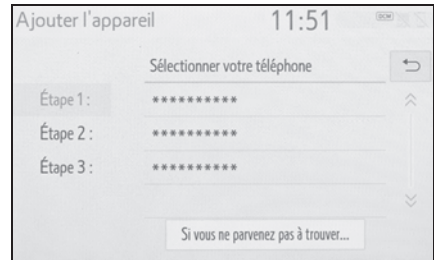 Ajouter l'appareil 11:51 DCM
Sélectionner votre téléphone
Étape 1 : **********
Étape 2 : **********
Étape 3 : **********
Si vous ne parvenez pas à trouver...